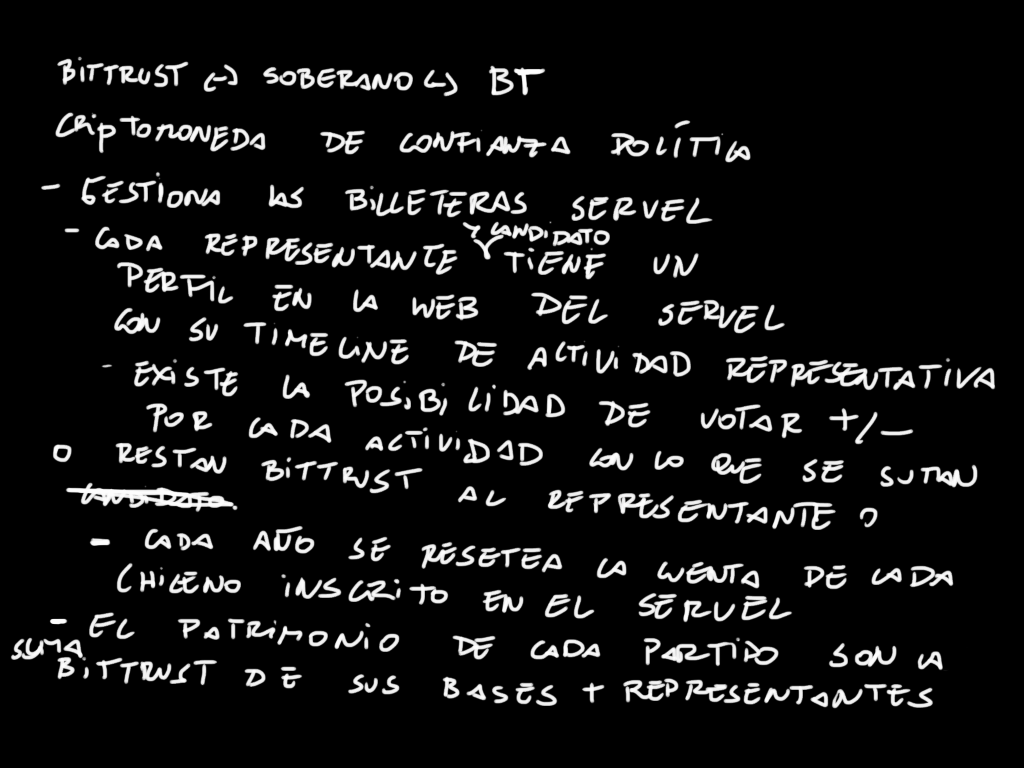 BITTRUST (-) SOBERANO (-) BT
CRIPTOMONEDA DE CONFIANZA POLÍTICA
- GESTIONA LAS BILLETERAS SERVEL
Y CANDIDATO
- CADA REPRESENTANTE TIENE UN
PERFIL EN LA WEB DEL SERVEL
CON SU TIMELINE DE ACTIVIDAD REPRESENTATIVA
- EXISTE LA POSIBILIDAD DE VOTAR +/-
POR CADA ACTIVIDAD CON LO QUE SE SUMAN
O RESTAN BITTRUST AL REPRESENTANTE O
CANDIDATO.
- CADA AÑO SE RESETEA LA CUENTA DE CADA
CHILENO INSCRITO EN EL SERVEL
- EL PATRIMONIO DE CADA PARTIDO SON LA
SUMA BITTRUST DE SUS BASES + REPRESENTANTES